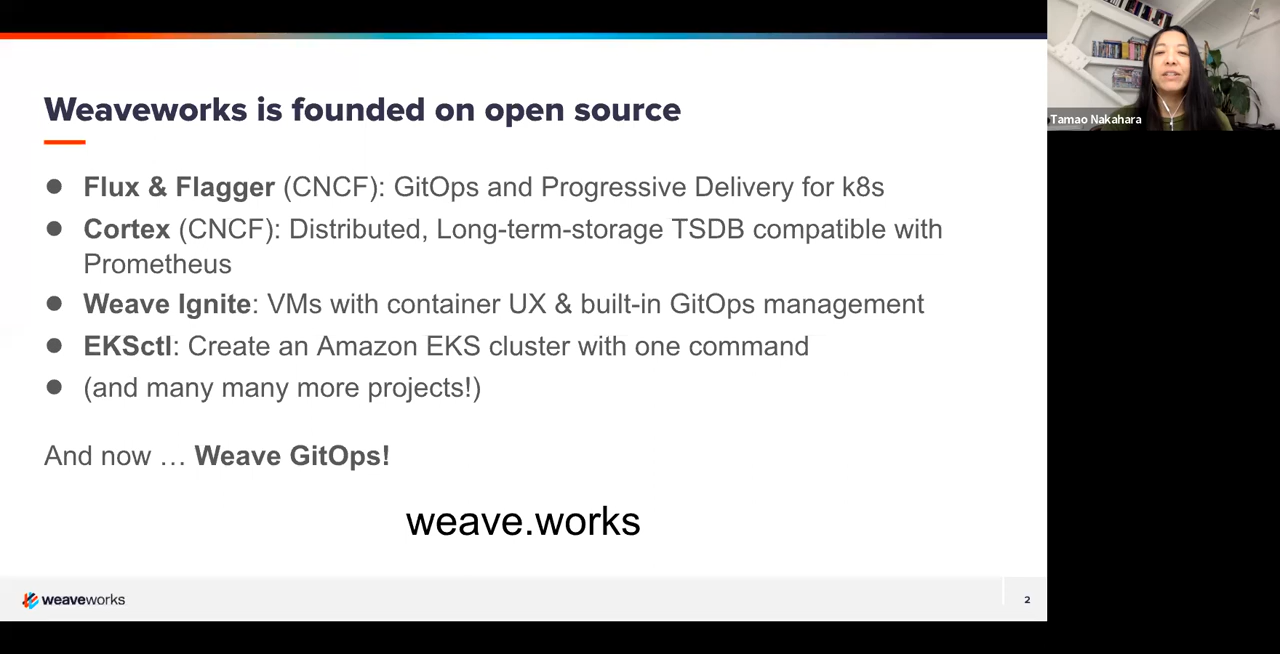 Weaveworks is founded on open source
● Flux & Flagger (CNCF): GitOps and Progressive Delivery for k8s
● Cortex (CNCF): Distributed, Long-term-storage TSDB compatible with
Prometheus
● Weave Ignite: VMs with container UX & built-in GitOps management
● EKSctl: Create an Amazon EKS cluster with one command
● (and many many more projects!)
And now … Weave GitOps!
weave.works
weaveworks
2
Tamao Nakahara